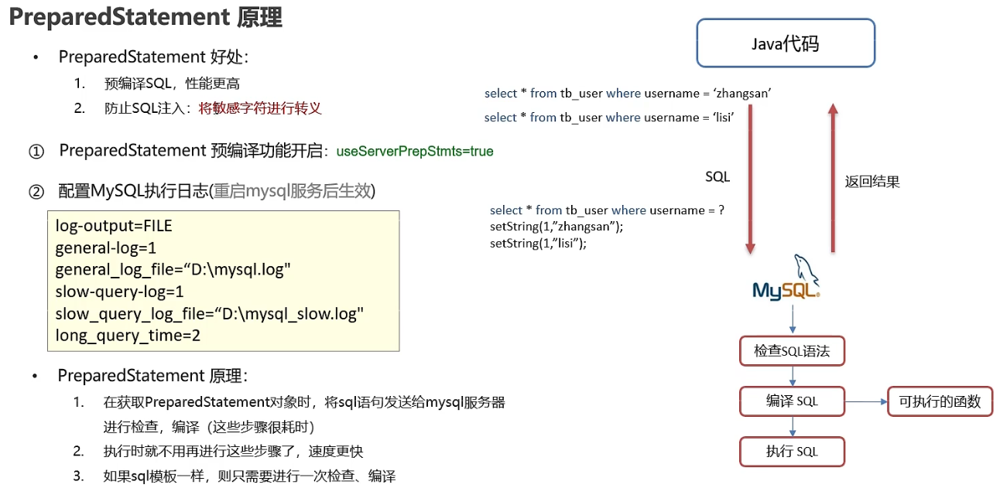 PreparedStatement 原理
• PreparedStatement 好处：
1. 预编译SQL，性能更高
2. 防止SQL注入：将敏感字符进行转义
① PreparedStatement 预编译功能开启：useServerPrepStmts=true
② 配置MySQL执行日志(重启mysql服务后生效)
log-output=FILE
general-log=1
general_log_file=“D:\mysql.log"
slow-query-log=1
slow_query_log_file=“D:\mysql_slow.log"
long_query_time=2
• PreparedStatement 原理：
1. 在获取PreparedStatement对象时，将sql语句发送给mysql服务器
进行检查，编译（这些步骤很耗时）
2. 执行时就不用再进行这些步骤了，速度更快
3. 如果sql模板一样，则只需要进行一次检查、编译
Java代码
select * from tb_user where username = ‘zhangsan’
select * from tb_user where username = ‘lisi’
SQL
返回结果
select * from tb_user where username = ?
setString(1,”zhangsan”);
setString(1,”lisi”);
MySQL®
检查SQL语法
编译 SQL
可执行的函数
执行 SQL